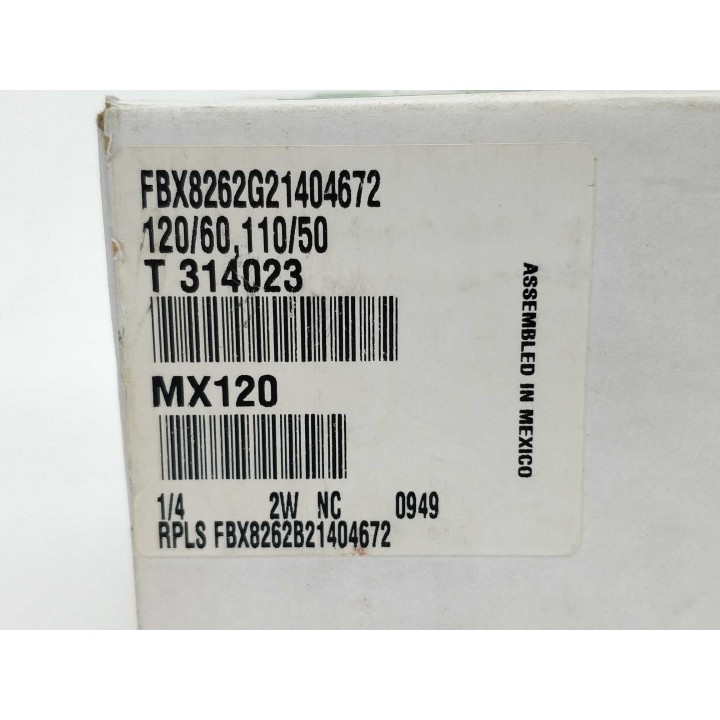 FBX8262G21404672
120/60,110/50
T 314023
MX120
1/4 2W NC 0949
RPLS FBX8262B21404672
ASSEMBLED IN MEXICO